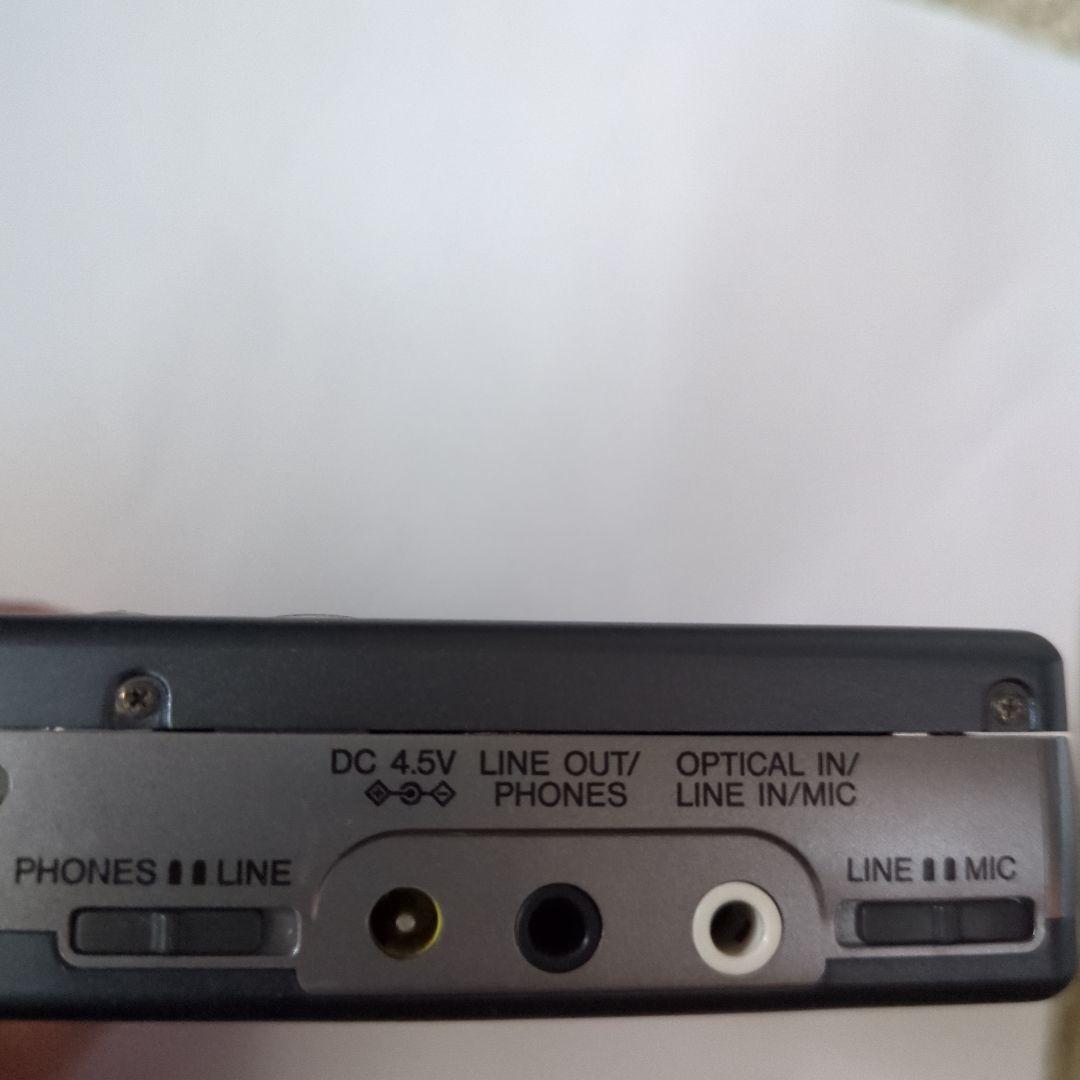 DC 4.5V LINE OUT/ OPTICAL IN/
PHONES LINE IN/MIC
PHONES LINE LINE MIC